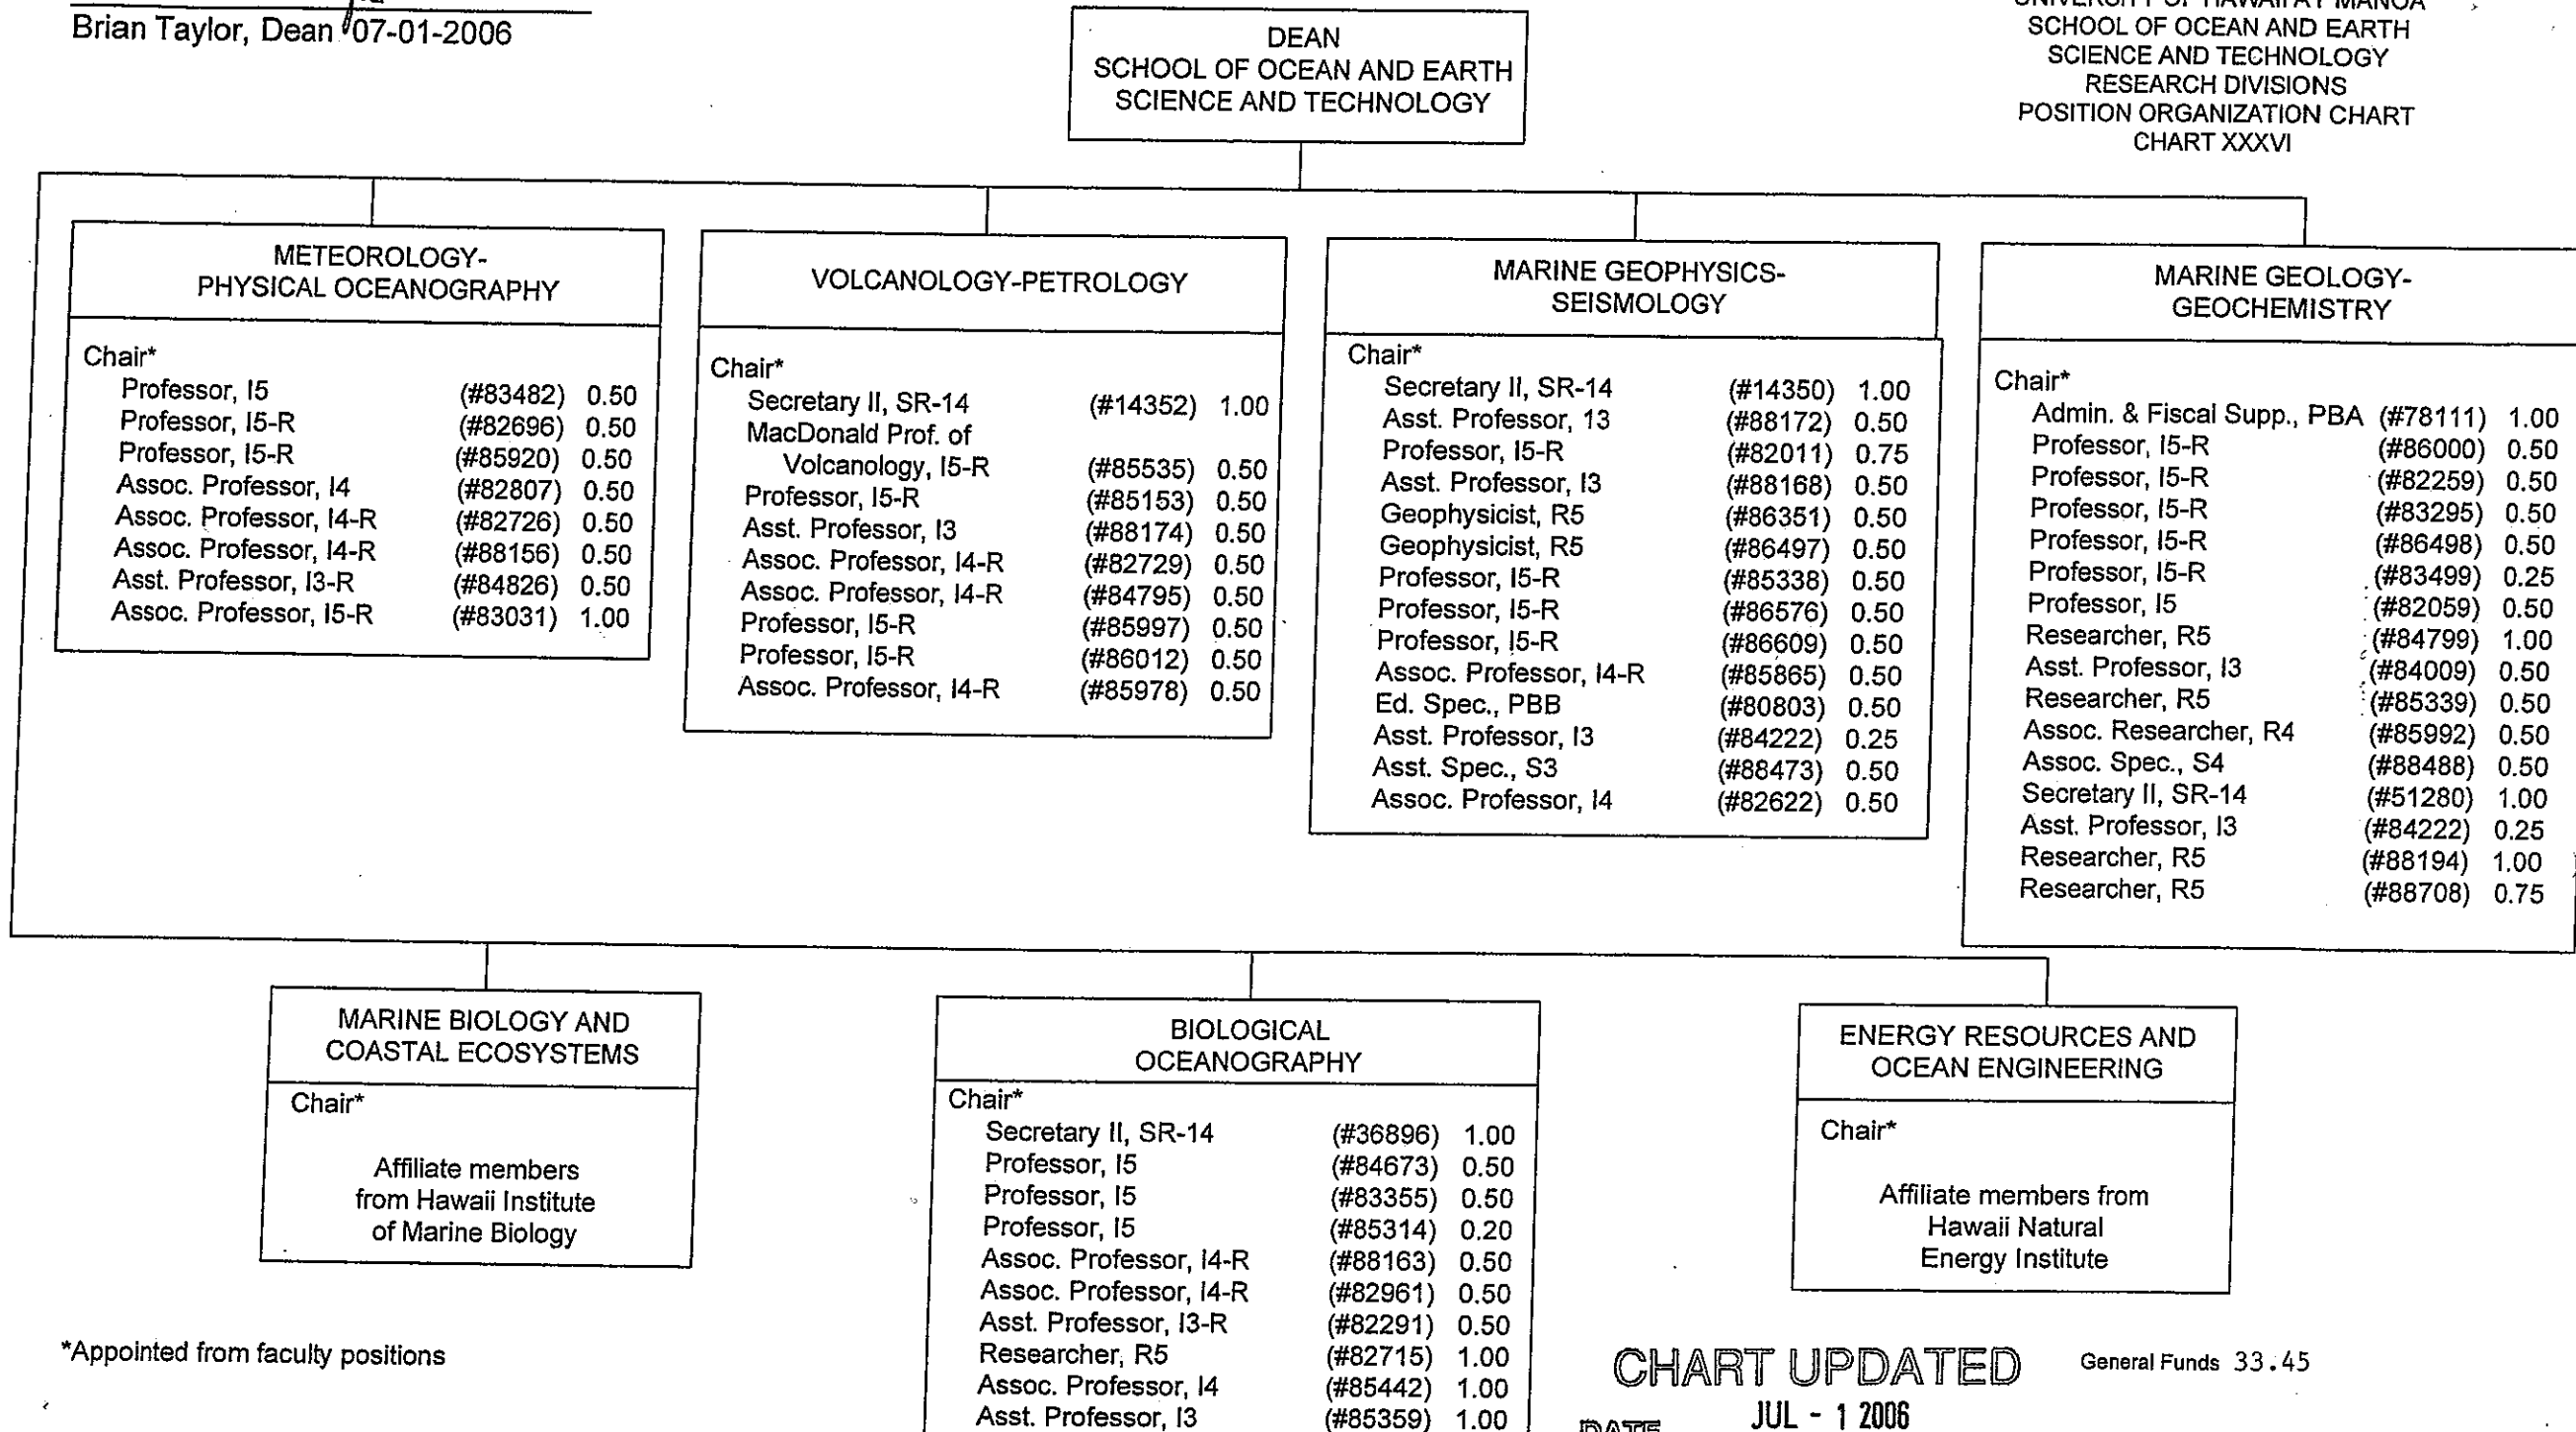 Brian Taylor, Dean 07-01-2006
UNIVERSITY OF HAWAII AT MANOA
SCHOOL OF OCEAN AND EARTH
SCIENCE AND TECHNOLOGY
RESEARCH DIVISIONS
POSITION ORGANIZATION CHART
CHART XXXVI
DEAN
SCHOOL OF OCEAN AND EARTH
SCIENCE AND TECHNOLOGY
METEOROLOGY-
PHYSICAL OCEANOGRAPHY
Chair*
Professor, I5 (#83482) 0.50
Professor, I5-R (#82696) 0.50
Professor, I5-R (#85920) 0.50
Assoc. Professor, I4 (#82807) 0.50
Assoc. Professor, I4-R (#82726) 0.50
Assoc. Professor, I4-R (#88156) 0.50
Asst. Professor, I3-R (#84826) 0.50
Assoc. Professor, I5-R (#83031) 1.00
VOLCANOLOGY-PETROLOGY
Chair*
Secretary II, SR-14 (#14352) 1.00
MacDonald Prof. of
Volcanology, I5-R (#85535) 0.50
Professor, I5-R (#85153) 0.50
Asst. Professor, I3 (#88174) 0.50
Assoc. Professor, I4-R (#82729) 0.50
Assoc. Professor, I4-R (#84795) 0.50
Professor, I5-R (#85997) 0.50
Professor, I5-R (#86012) 0.50
Assoc. Professor, I4-R (#85978) 0.50
MARINE GEOPHYSICS-
SEISMOLOGY
Chair*
Secretary II, SR-14 (#14350) 1.00
Asst. Professor, 13 (#88172) 0.50
Professor, I5-R (#82011) 0.75
Asst. Professor, I3 (#88168) 0.50
Geophysicist, R5 (#86351) 0.50
Geophysicist, R5 (#86497) 0.50
Professor, I5-R (#85338) 0.50
Professor, I5-R (#86576) 0.50
Professor, I5-R (#86609) 0.50
Assoc. Professor, I4-R (#85865) 0.50
Ed. Spec., PBB (#80803) 0.50
Asst. Professor, I3 (#84222) 0.25
Asst. Spec., S3 (#88473) 0.50
Assoc. Professor, I4 (#82622) 0.50
MARINE GEOLOGY-
GEOCHEMISTRY
Chair*
Admin. & Fiscal Supp., PBA (#78111) 1.00
Professor, I5-R (#86000) 0.50
Professor, I5-R (#82259) 0.50
Professor, I5-R (#83295) 0.50
Professor, I5-R (#86498) 0.50
Professor, I5-R (#83499) 0.25
Professor, I5 (#82059) 0.50
Researcher, R5 (#84799) 1.00
Asst. Professor, I3 (#84009) 0.50
Researcher, R5 (#85339) 0.50
Assoc. Researcher, R4 (#85992) 0.50
Assoc. Spec., S4 (#88488) 0.50
Secretary II, SR-14 (#51280) 1.00
Asst. Professor, I3 (#84222) 0.25
Researcher, R5 (#88194) 1.00
Researcher, R5 (#88708) 0.75
MARINE BIOLOGY AND
COASTAL ECOSYSTEMS
Chair*
Affiliate members
from Hawaii Institute
of Marine Biology
BIOLOGICAL
OCEANOGRAPHY
Chair*
Secretary II, SR-14 (#36896) 1.00
Professor, I5 (#84673) 0.50
Professor, I5 (#83355) 0.50
Professor, I5 (#85314) 0.20
Assoc. Professor, I4-R (#88163) 0.50
Assoc. Professor, I4-R (#82961) 0.50
Asst. Professor, I3-R (#82291) 0.50
Researcher, R5 (#82715) 1.00
Assoc. Professor, I4 (#85442) 1.00
Asst. Professor, I3 (#85359) 1.00
ENERGY RESOURCES AND
OCEAN ENGINEERING
Chair*
Affiliate members from
Hawaii Natural
Energy Institute
*Appointed from faculty positions
CHART UPDATED
General Funds 33.45
DATE JUL - 1 2006